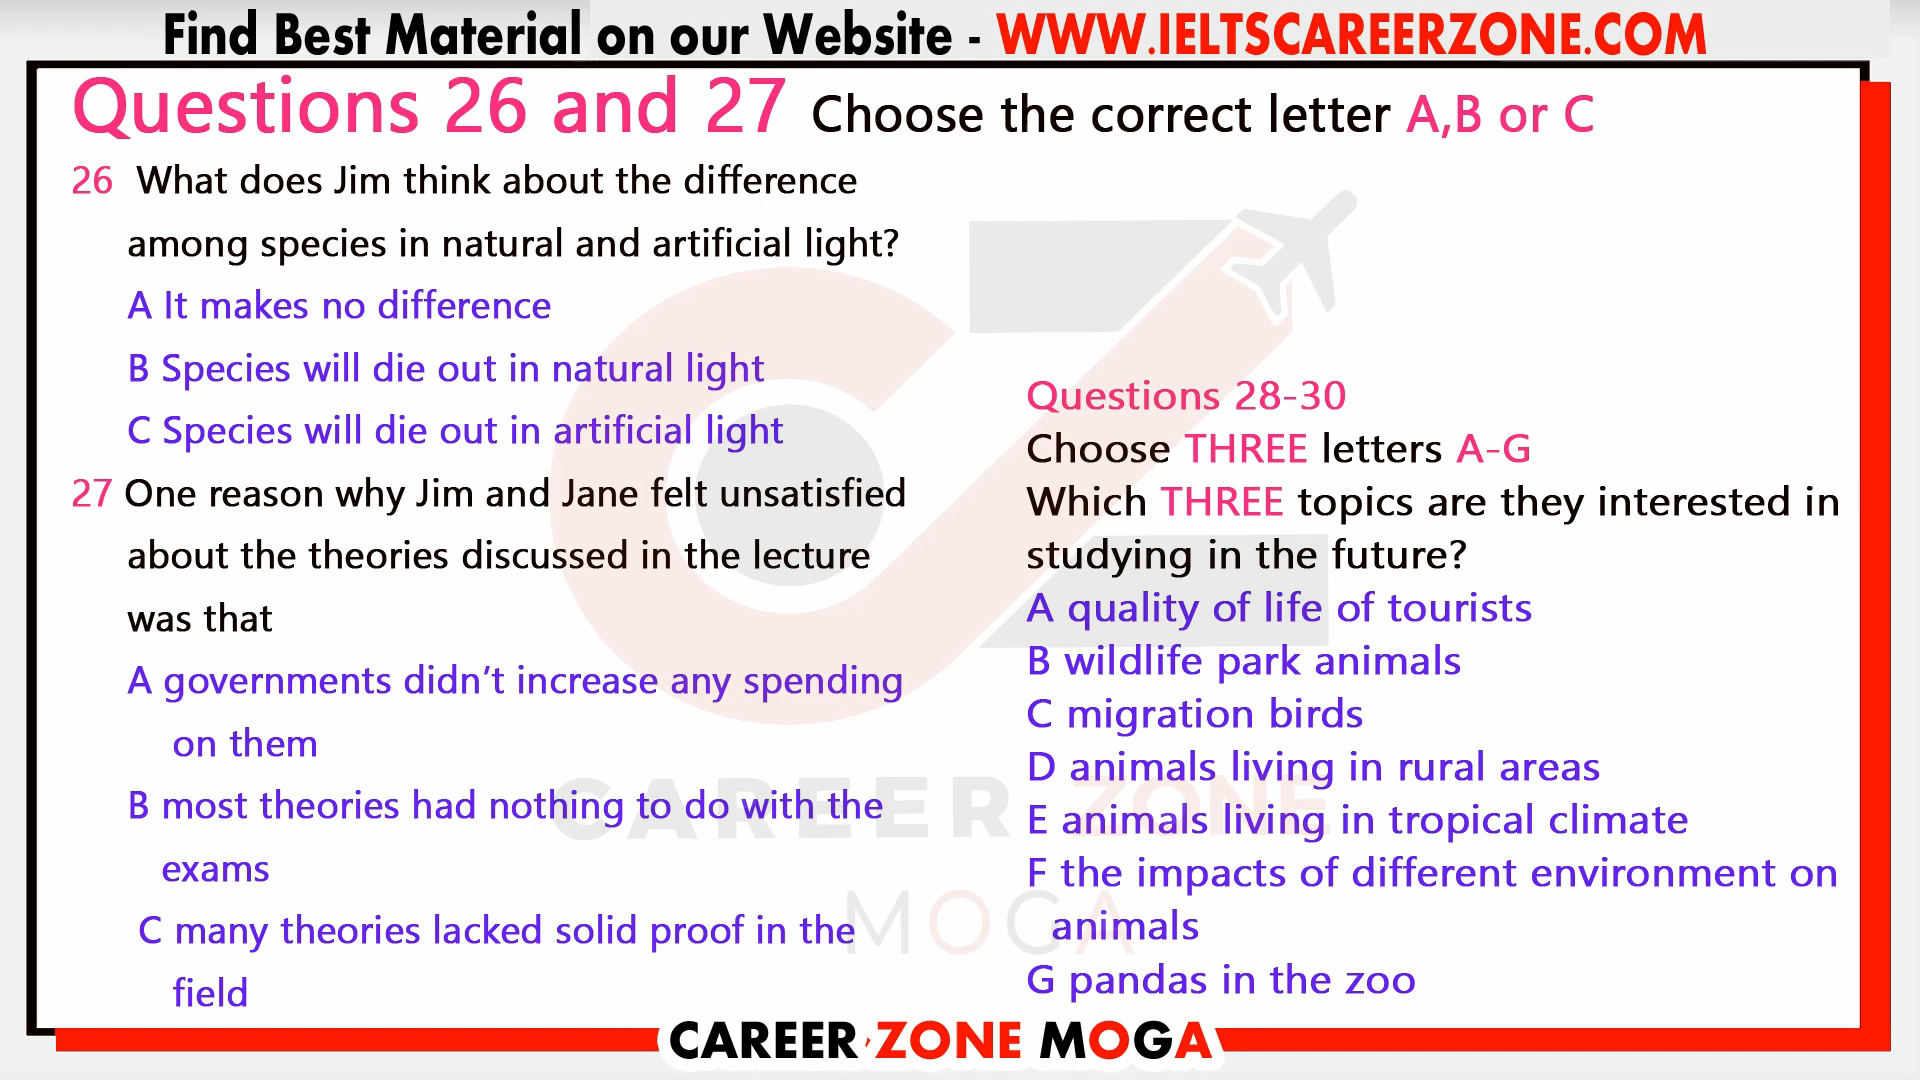 Find Best Material on our Website - WWW.IELTSCAREERZONE.COM
Questions 26 and 27 Choose the correct letter A,B or C
26 What does Jim think about the difference
among species in natural and artificial light?
A It makes no difference
B Species will die out in natural light
C Species will die out in artificial light
27 One reason why Jim and Jane felt unsatisfied
about the theories discussed in the lecture
was that
A governments didn't increase any spending
on them
B most theories had nothing to do with the
exams
C many theories lacked solid proof in the
field
Questions 28-30
Choose THREE letters A-G
Which THREE topics are they interested in
studying in the future?
A quality of life of tourists
B wildlife park animals
C migration birds
D animals living in rural areas
E animals living in tropical climate
F the impacts of different environment on
animals
G pandas in the zoo
CAREER ZONE
MOGA
CAREER ZONE MOGA